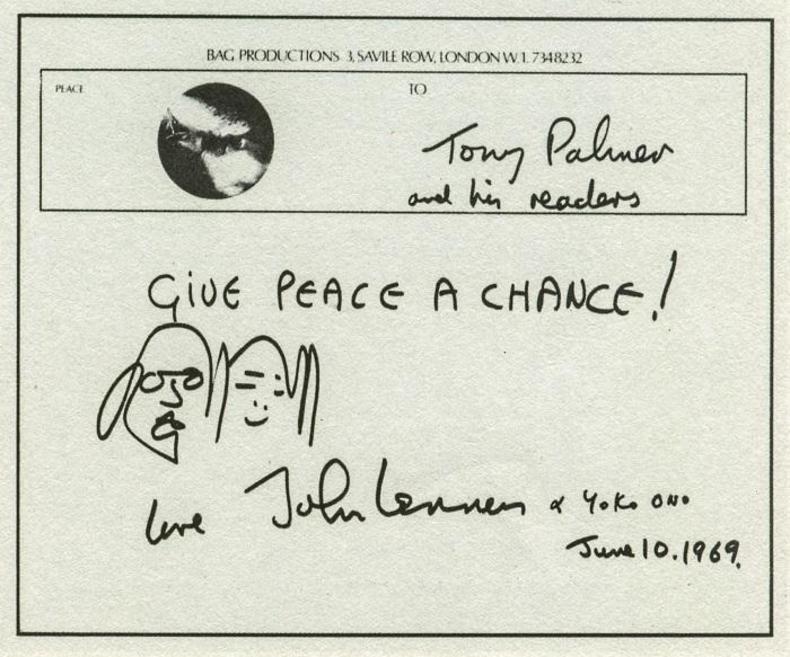 BAG PRODUCTIONS 3, SAVILE ROW, LONDON W.1. 7348232
PEACE
TO
Tony Palmer
and his readers
GIVE PEACE A CHANCE!
love John Lennon & Yoko Ono
June 10. 1969.